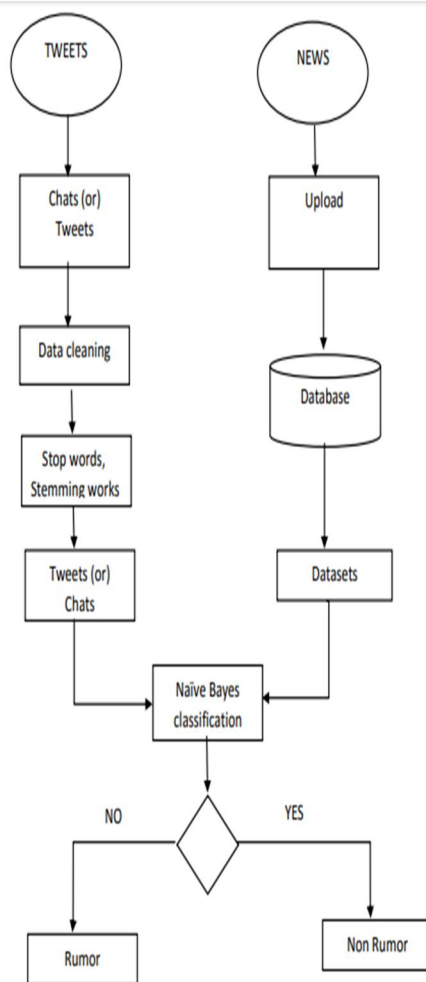 TWEETS
NEWS
Chats (or)
Tweets
Upload
Data cleaning
Database
Stop words,
Stemming works
Tweets (or)
Chats
Datasets
Naïve Bayes
classification
NO
YES
Rumor
Non Rumor